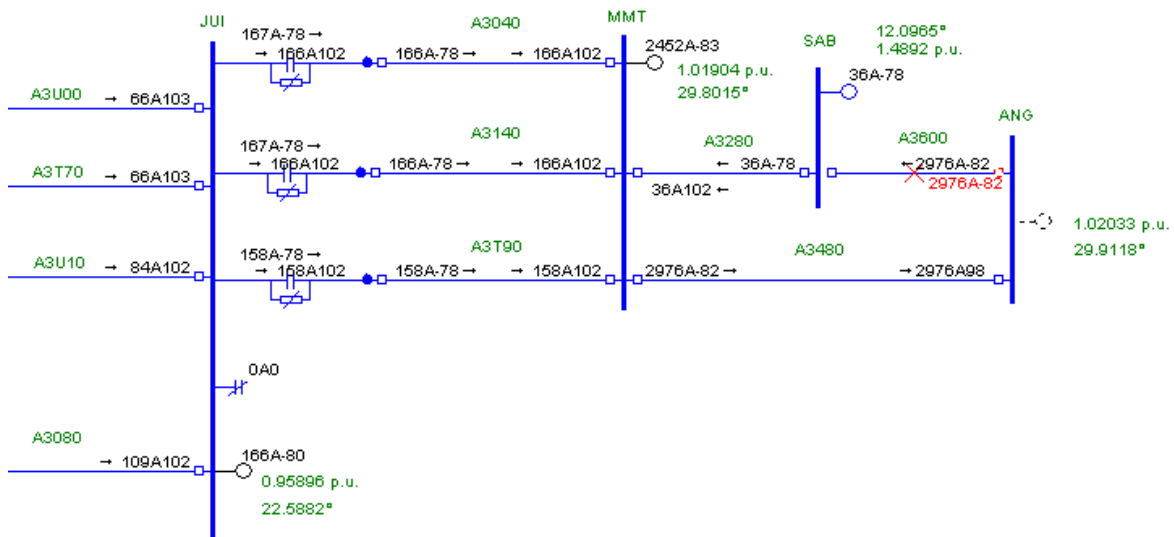 JUI
A3040
MMT
167A-78 →
→ 166A102
166A-78 →
→ 166A102
2452A-83
1.01904 p.u.
29.8015°
SAB
12.0965°
1.4892 p.u.
36A-78
ANG
A3U00
→ 66A103
A3140
167A-78 →
→ 166A102
166A-78 →
→ 166A102
A3280
← 36A-78
36A102 ←
A3600
←2976A-82
2976A-82
A3T70
→ 66A103
1.02033 p.u.
29.9118°
A3T90
158A-78 →
→ 158A102
158A-78 →
→ 158A102
A3480
2976A-82 →
→2976A98
A3U10
→ 84A102
0A0
A3080
→ 109A102
166A-80
0.95896 p.u.
22.5882°